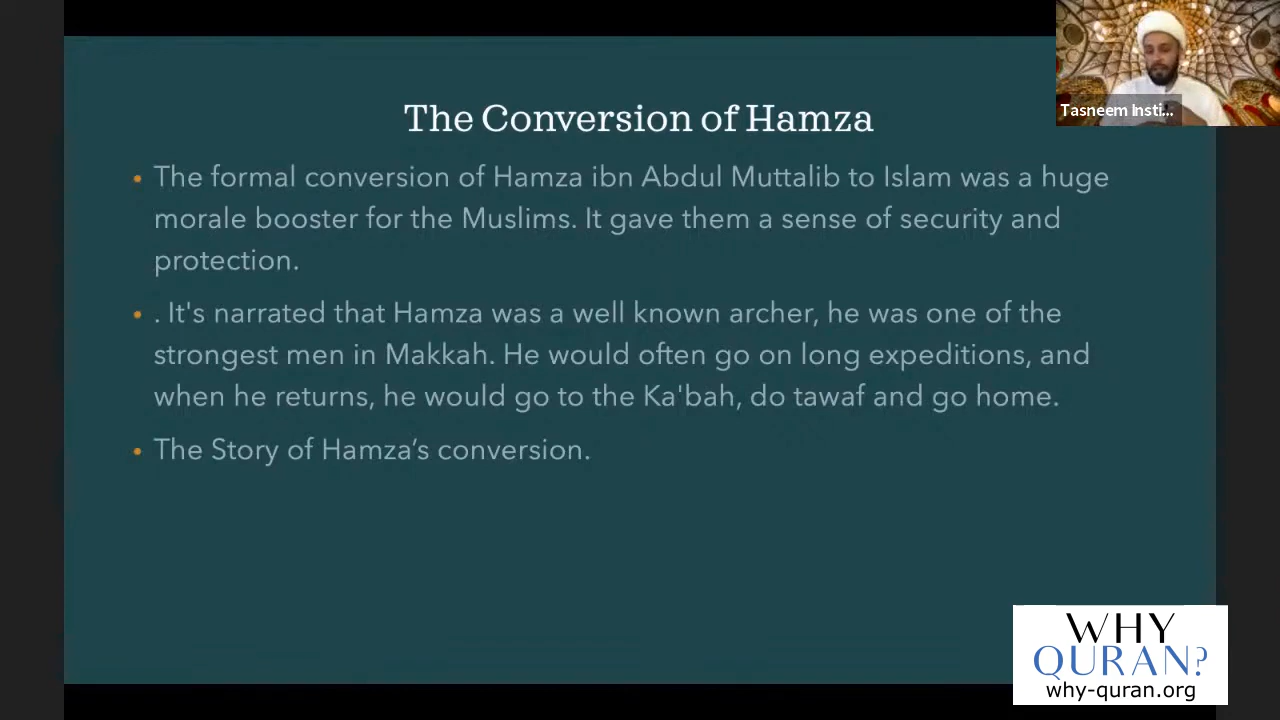 The Conversion of Hamza
• The formal conversion of Hamza ibn Abdul Muttalib to Islam was a huge
morale booster for the Muslims. It gave them a sense of security and
protection.
• . It's narrated that Hamza was a well known archer, he was one of the
strongest men in Makkah. He would often go on long expeditions, and
when he returns, he would go to the Ka'bah, do tawaf and go home.
• The Story of Hamza’s conversion.
Tasneem Insti...
WHY
QURAN?
why-quran.org